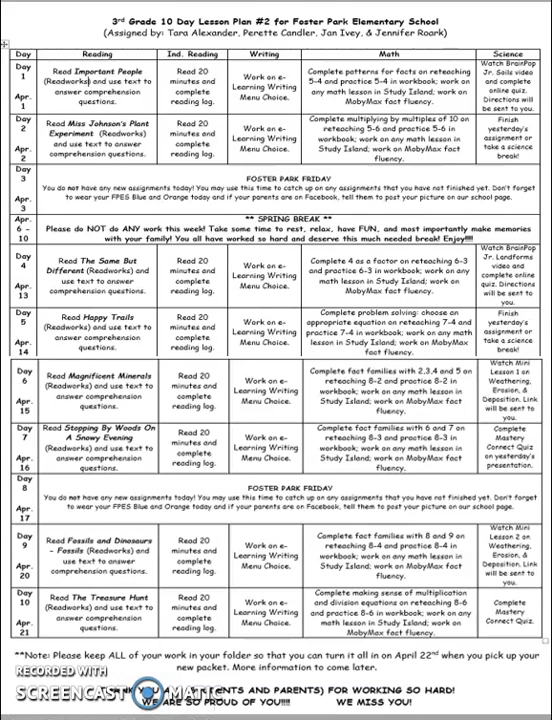 3rd Grade 10 Day Lesson Plan #2 for Foster Park Elementary School
(Assigned by: Tara Alexander, Perette Candler, Jan Ivey, & Jennifer Roark)
Day Reading Ind. Reading Writing Math Science
Day
1
Apr.
1
Read Important People
(Readworks) and use text to
answer comprehension
questions.
Read 20
minutes and
complete
reading log.
Work on e-
Learning Writing
Menu Choice.
Complete patterns for facts on reteaching
5-4 and practice 5-4 in workbook; work on
any math lesson in Study Island; work on
MobyMax fact fluency.
Watch BrainPop
Jr. Soils video
and complete
online quiz.
Directions will
be sent to you.
Day
2
Apr.
2
Read Miss Johnson's Plant
Experiment (Readworks)
and use text to answer
comprehension questions.
Read 20
minutes and
complete
reading log.
Work on e-
Learning Writing
Menu Choice.
Complete multiplying by multiples of 10 on
reteaching 5-6 and practice 5-6 in
workbook; work on any math lesson in
Study Island; work on MobyMax fact
fluency.
Finish
yesterday's
assignment or
take a science
break!
Day
3
Apr.
3
FOSTER PARK FRIDAY
You do not have any new assignments today! You may use this time to catch up on any assignments that you have not finished yet. Don't forget
to wear your FPES Blue and Orange today and if your parents are on Facebook, tell them to post your picture on our school page.
Apr.
6 -
10
** SPRING BREAK **
Please do NOT do ANY work this week! Take some time to rest, relax, have FUN, and most importantly make memories
with your family! You all have worked so hard and deserve this much needed break! Enjoy!!!!!
Day
4
Apr.
13
Read The Same But
Different (Readworks) and
use text to answer
comprehension questions.
Read 20
minutes and
complete
reading log.
Work on e-
Learning Writing
Menu Choice.
Complete 4 as a factor on reteaching 6-3
and practice 6-3 in workbook; work on any
math lesson in Study Island; work on
MobyMax fact fluency.
Watch BrainPop
Jr. Landforms
video and
complete online
quiz. Directions
will be sent to
you.
Day
5
Apr.
14
Read Happy Trails
(Readworks) and use text to
answer comprehension
questions.
Read 20
minutes and
complete
reading log.
Work on e-
Learning Writing
Menu Choice.
Complete problem solving: choose an
appropriate equation on reteaching 7-4 and
practice 7-4 in workbook; work on any math
lesson in Study Island; work on MobyMax
fact fluency.
Finish
yesterday's
assignment or
take a science
break!
Day
6
Apr.
15
Read Magnificent Minerals
(Readworks) and use text to
answer comprehension
questions.
Read 20
minutes and
complete
reading log.
Work on e-
Learning Writing
Menu Choice.
Complete fact families with 2,3,4 and 5 on
reteaching 8-2 and practice 8-2 in
workbook; work on any math lesson in
Study Island; work on MobyMax fact
fluency.
Watch Mini
Lesson 1 on
Weathering,
Erosion, &
Deposition. Link
will be sent to
you.
Day
7
Apr.
16
Read Stopping By Woods On
A Snowy Evening
(Readworks) and use text to
answer comprehension
questions.
Read 20
minutes and
complete
reading log.
Work on e-
Learning Writing
Menu Choice.
Complete fact families with 6 and 7 on
reteaching 8-3 and practice 8-3 in
workbook; work on any math lesson in
Study Island; work on MobyMax fact
fluency.
Complete
Mastery
Connect Quiz
on yesterday's
presentation.
Day
8
Apr.
17
FOSTER PARK FRIDAY
You do not have any new assignments today! You may use this time to catch up on any assignments that you have not finished yet. Don't forget
to wear your FPES Blue and Orange today and if your parents are on Facebook, tell them to post your picture on our school page.
Day
9
Apr.
20
Read Fossils and Dinosaurs
- Fossils (Readworks) and
use text to answer
comprehension questions.
Read 20
minutes and
complete
reading log.
Work on e-
Learning Writing
Menu Choice.
Complete fact families with 8 and 9 on
reteaching 8-4 and practice 8-4 in
workbook; work on any math lesson in
Study Island; work on MobyMax fact
fluency.
Watch Mini
Lesson 2 on
Weathering,
Erosion, &
Deposition. Link
will be sent to
you.
Day
10
Apr.
21
Read The Treasure Hunt
(Readworks) and use text to
answer comprehension
questions.
Read 20
minutes and
complete
reading log.
Work on e-
Learning Writing
Menu Choice.
Complete making sense of multiplication
and division equations on reteaching 8-6
and practice 8-6 in workbook; work on any
math lesson in Study Island; work on
MobyMax fact fluency.
Complete
Mastery
Connect Quiz.
**Note: Please keep ALL of your work in your folder so that you can turn it all in on April 22nd when you pick up your
new packet. More information to come later.
RECORDED WITH
SCREENCAST MATIC
PARENTS) FOR WORKING SO HARD!
WE ARE SO PROUD OF YOU!!!! WE MISS YOU!